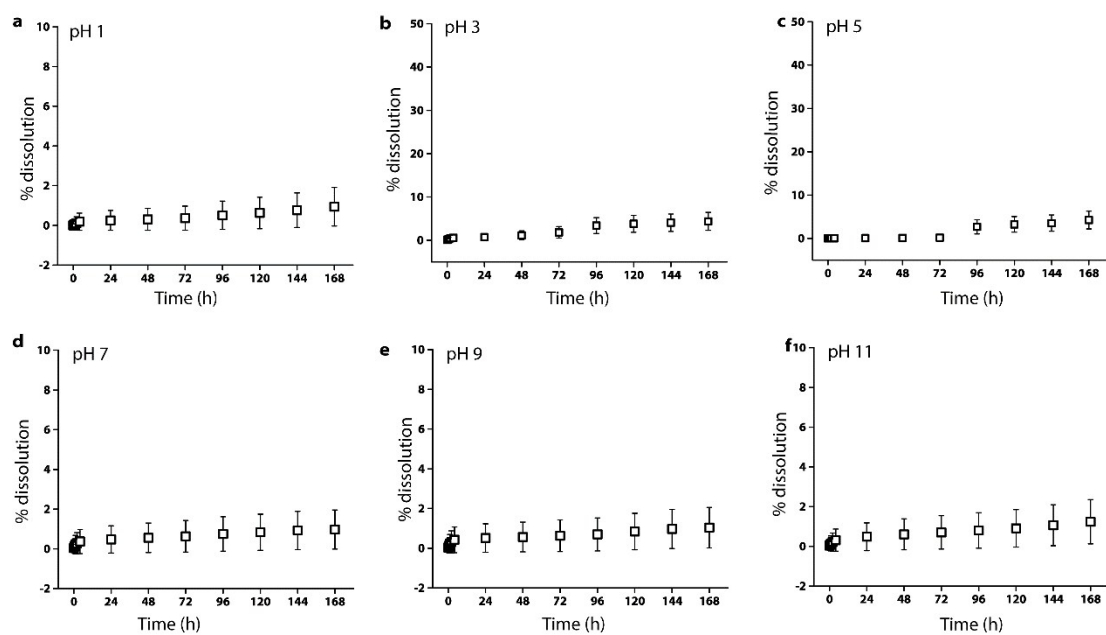 a
pH 1
10
8
6
4
2
0
-2
% dissolution
0 24 48 72 96 120 144 168
Time (h)
b
pH 3
50
40
30
20
10
0
% dissolution
0 24 48 72 96 120 144 168
Time (h)
c
pH 5
50
40
30
20
10
0
% dissolution
0 24 48 72 96 120 144 168
Time (h)
d
pH 7
10
8
6
4
2
0
-2
% dissolution
0 24 48 72 96 120 144 168
Time (h)
e
pH 9
10
8
6
4
2
0
-2
% dissolution
0 24 48 72 96 120 144 168
Time (h)
f
pH 11
10
8
6
4
2
0
-2
% dissolution
0 24 48 72 96 120 144 168
Time (h)